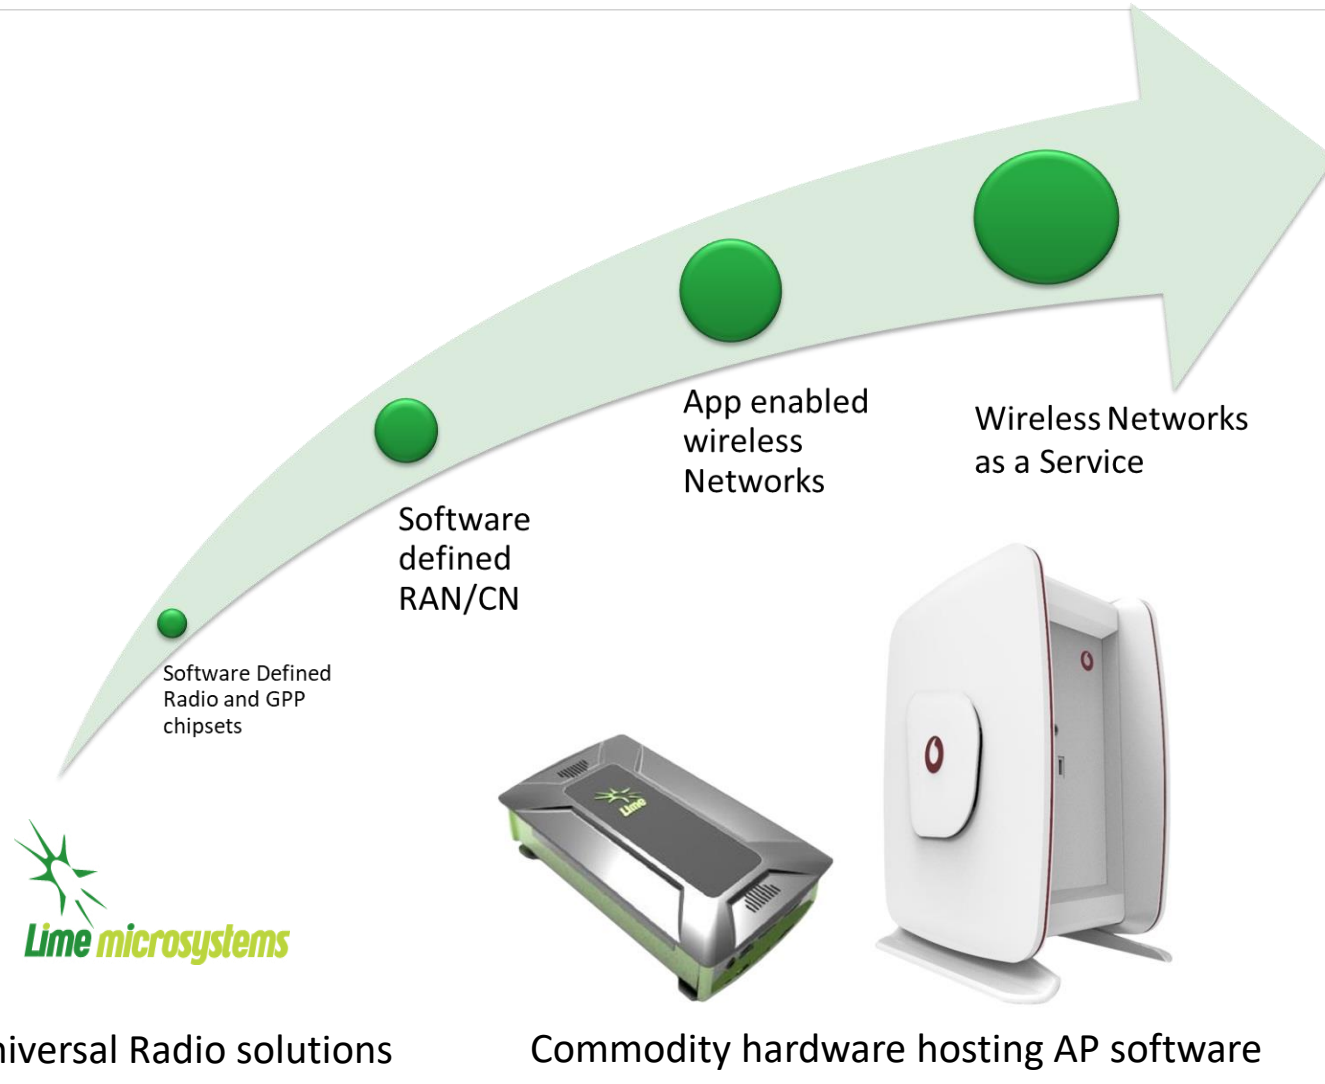 App enabled
wireless
Networks
Wireless Networks
as a Service
Software
defined
RAN/CN
Software Defined
Radio and GPP
chipsets
Lime
Lime microsystems
niversal Radio solutions
Commodity hardware hosting AP software